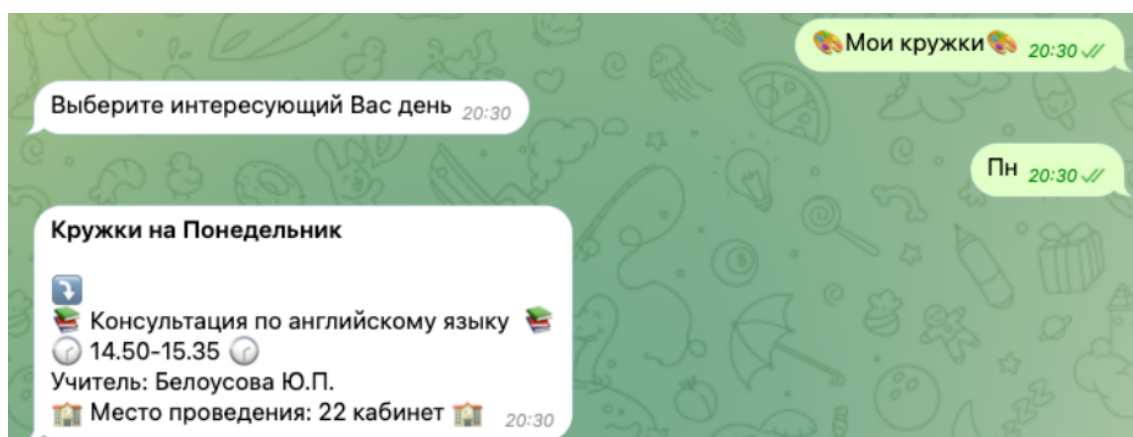 🎨Мои кружки🎨 20:30
Выберите интересующий Вас день 20:30
Пн 20:30
Кружки на Понедельник
⤵️
📚 Консультация по английскому языку 📚
🕝 14.50-15.35 🕝
Учитель: Белоусова Ю.П.
🏫 Место проведения: 22 кабинет 🏫 20:30